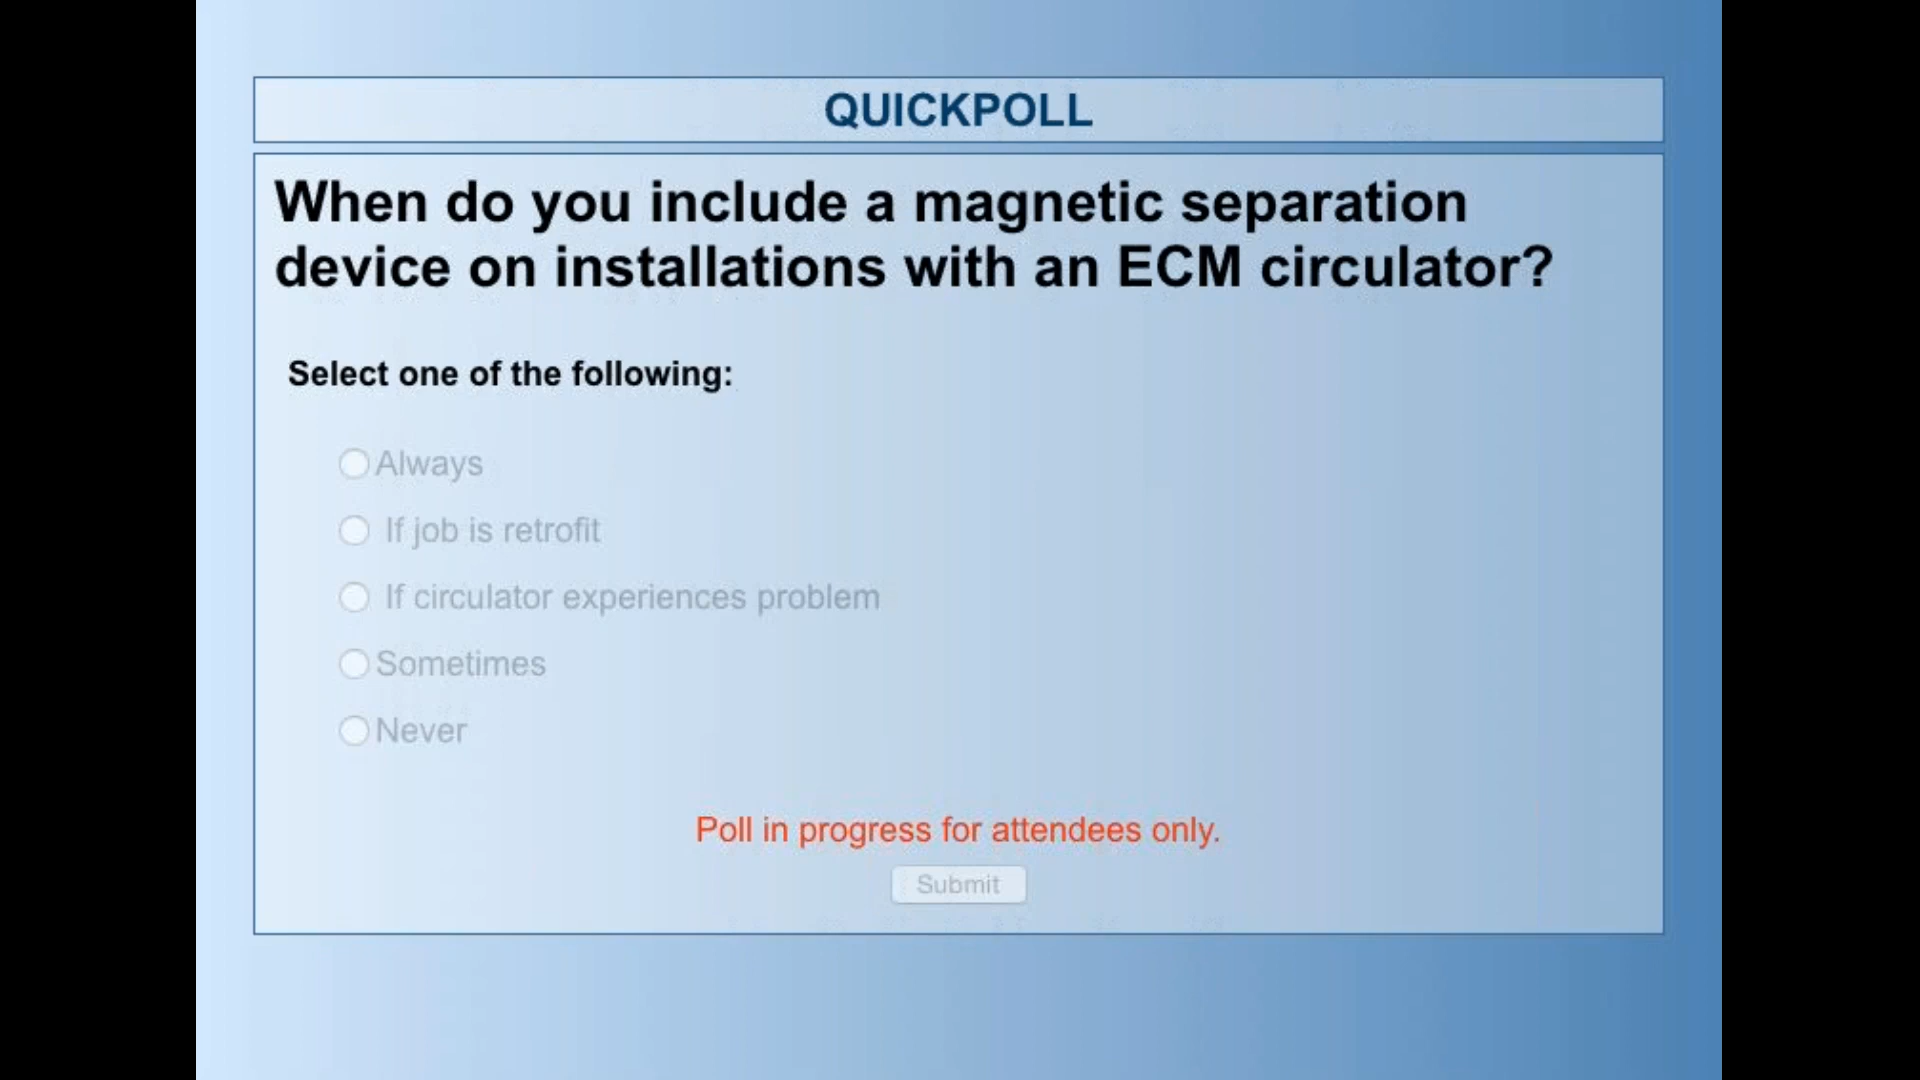 QUICKPOLL
When do you include a magnetic separation
device on installations with an ECM circulator?
Select one of the following:
Always
If job is retrofit
If circulator experiences problem
Sometimes
Never
Poll in progress for attendees only.
Submit